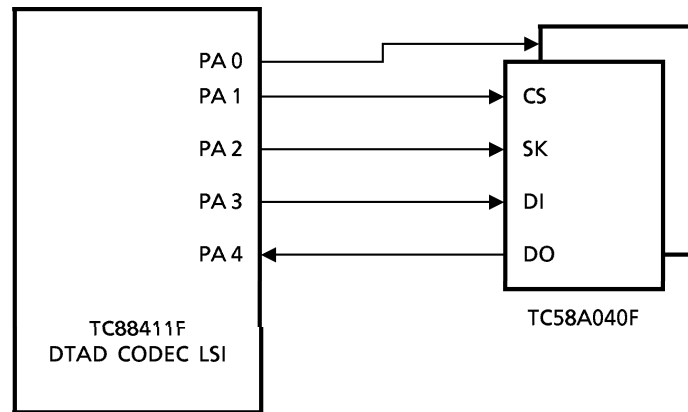 PA 0
PA 1
CS
PA 2
SK
PA 3
DI
PA 4
DO
TC88411F
DTAD CODEC LSI
TC58A040F